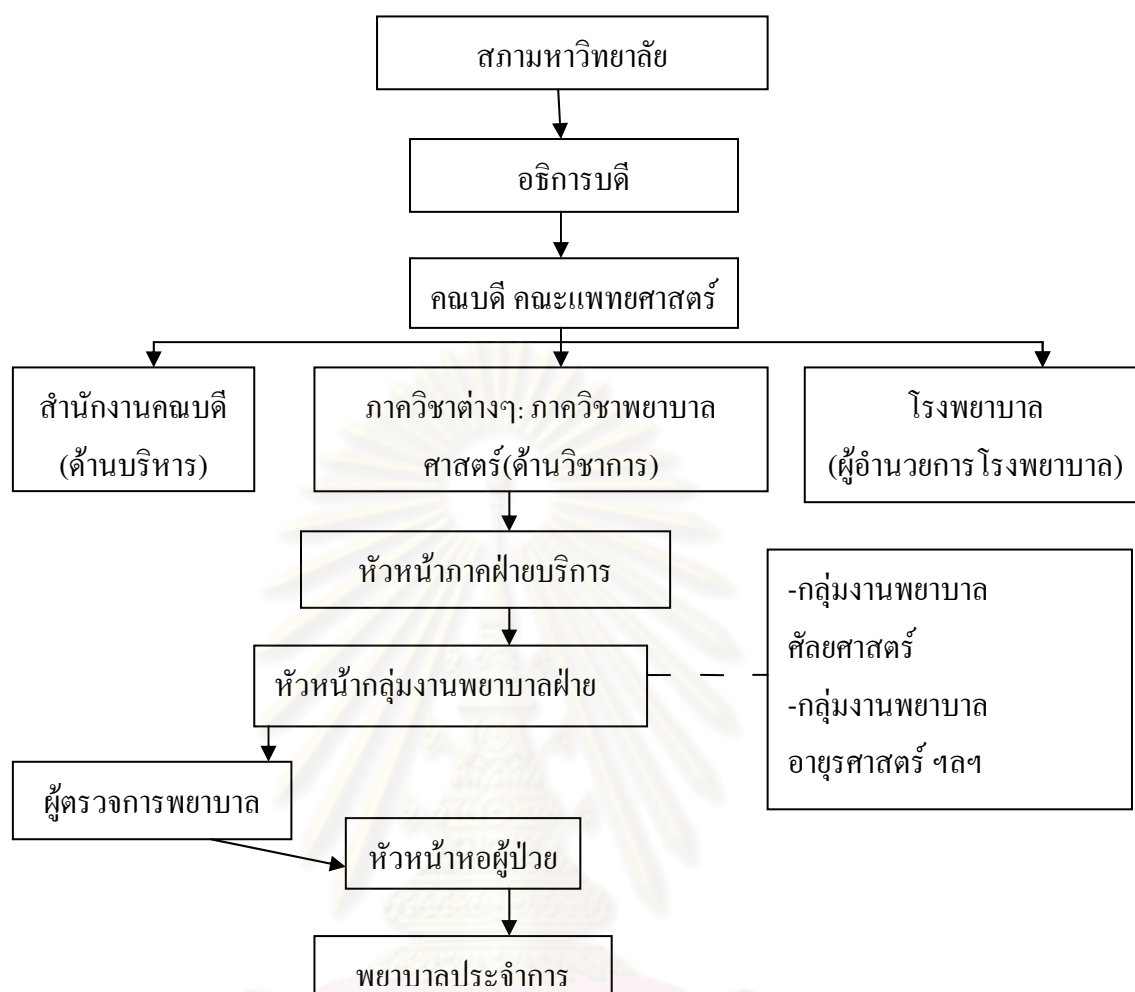 สภามหาวิทยาลัย
อธิการบดี
คณบดี คณะแพทยศาสตร์
สำนักงานคณบดี
(ด้านบริหาร)
ภาควิชาต่างๆ: ภาควิชาพยาบาล
ศาสตร์(ด้านวิชาการ)
โรงพยาบาล
(ผู้อำนวยการโรงพยาบาล)
หัวหน้าภาคฝ่ายบริการ
หัวหน้ากลุ่มงานพยาบาลฝ่าย
-กลุ่มงานพยาบาล
ศัลยศาสตร์
-กลุ่มงานพยาบาล
อายุรศาสตร์ ฯลฯ
ผู้ตรวจการพยาบาล
หัวหน้าหอผู้ป่วย
พยาบาลประจำการ